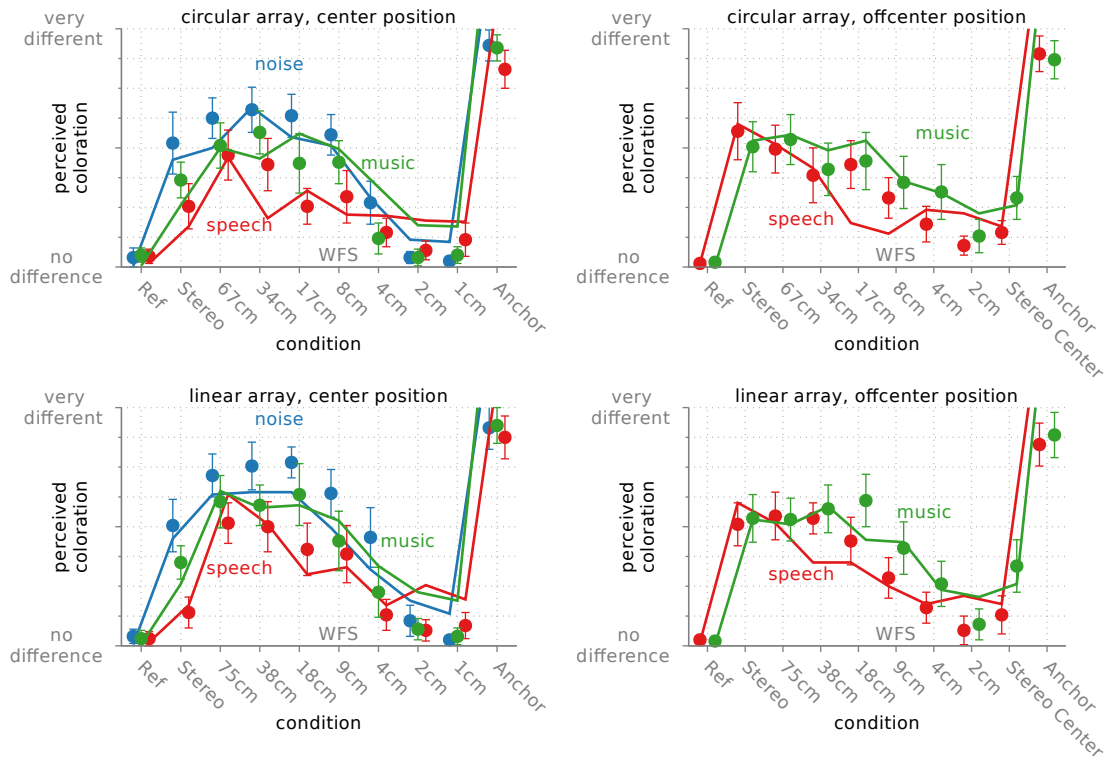 circular array, center position
very
different
noise
music
speech
perceived
coloration
no
difference
WFS
Ref
Stereo
67cm
34cm
17cm
8cm
4cm
2cm
1cm
Anchor
condition
circular array, offcenter position
very
different
music
speech
perceived
coloration
no
difference
WFS
Ref
Stereo
67cm
34cm
17cm
8cm
4cm
2cm
Stereo Center
Anchor
condition
linear array, center position
very
different
noise
music
speech
perceived
coloration
no
difference
WFS
Ref
Stereo
75cm
38cm
18cm
9cm
4cm
2cm
1cm
Anchor
condition
linear array, offcenter position
very
different
music
speech
perceived
coloration
no
difference
WFS
Ref
Stereo
75cm
38cm
18cm
9cm
4cm
2cm
Stereo Center
Anchor
condition